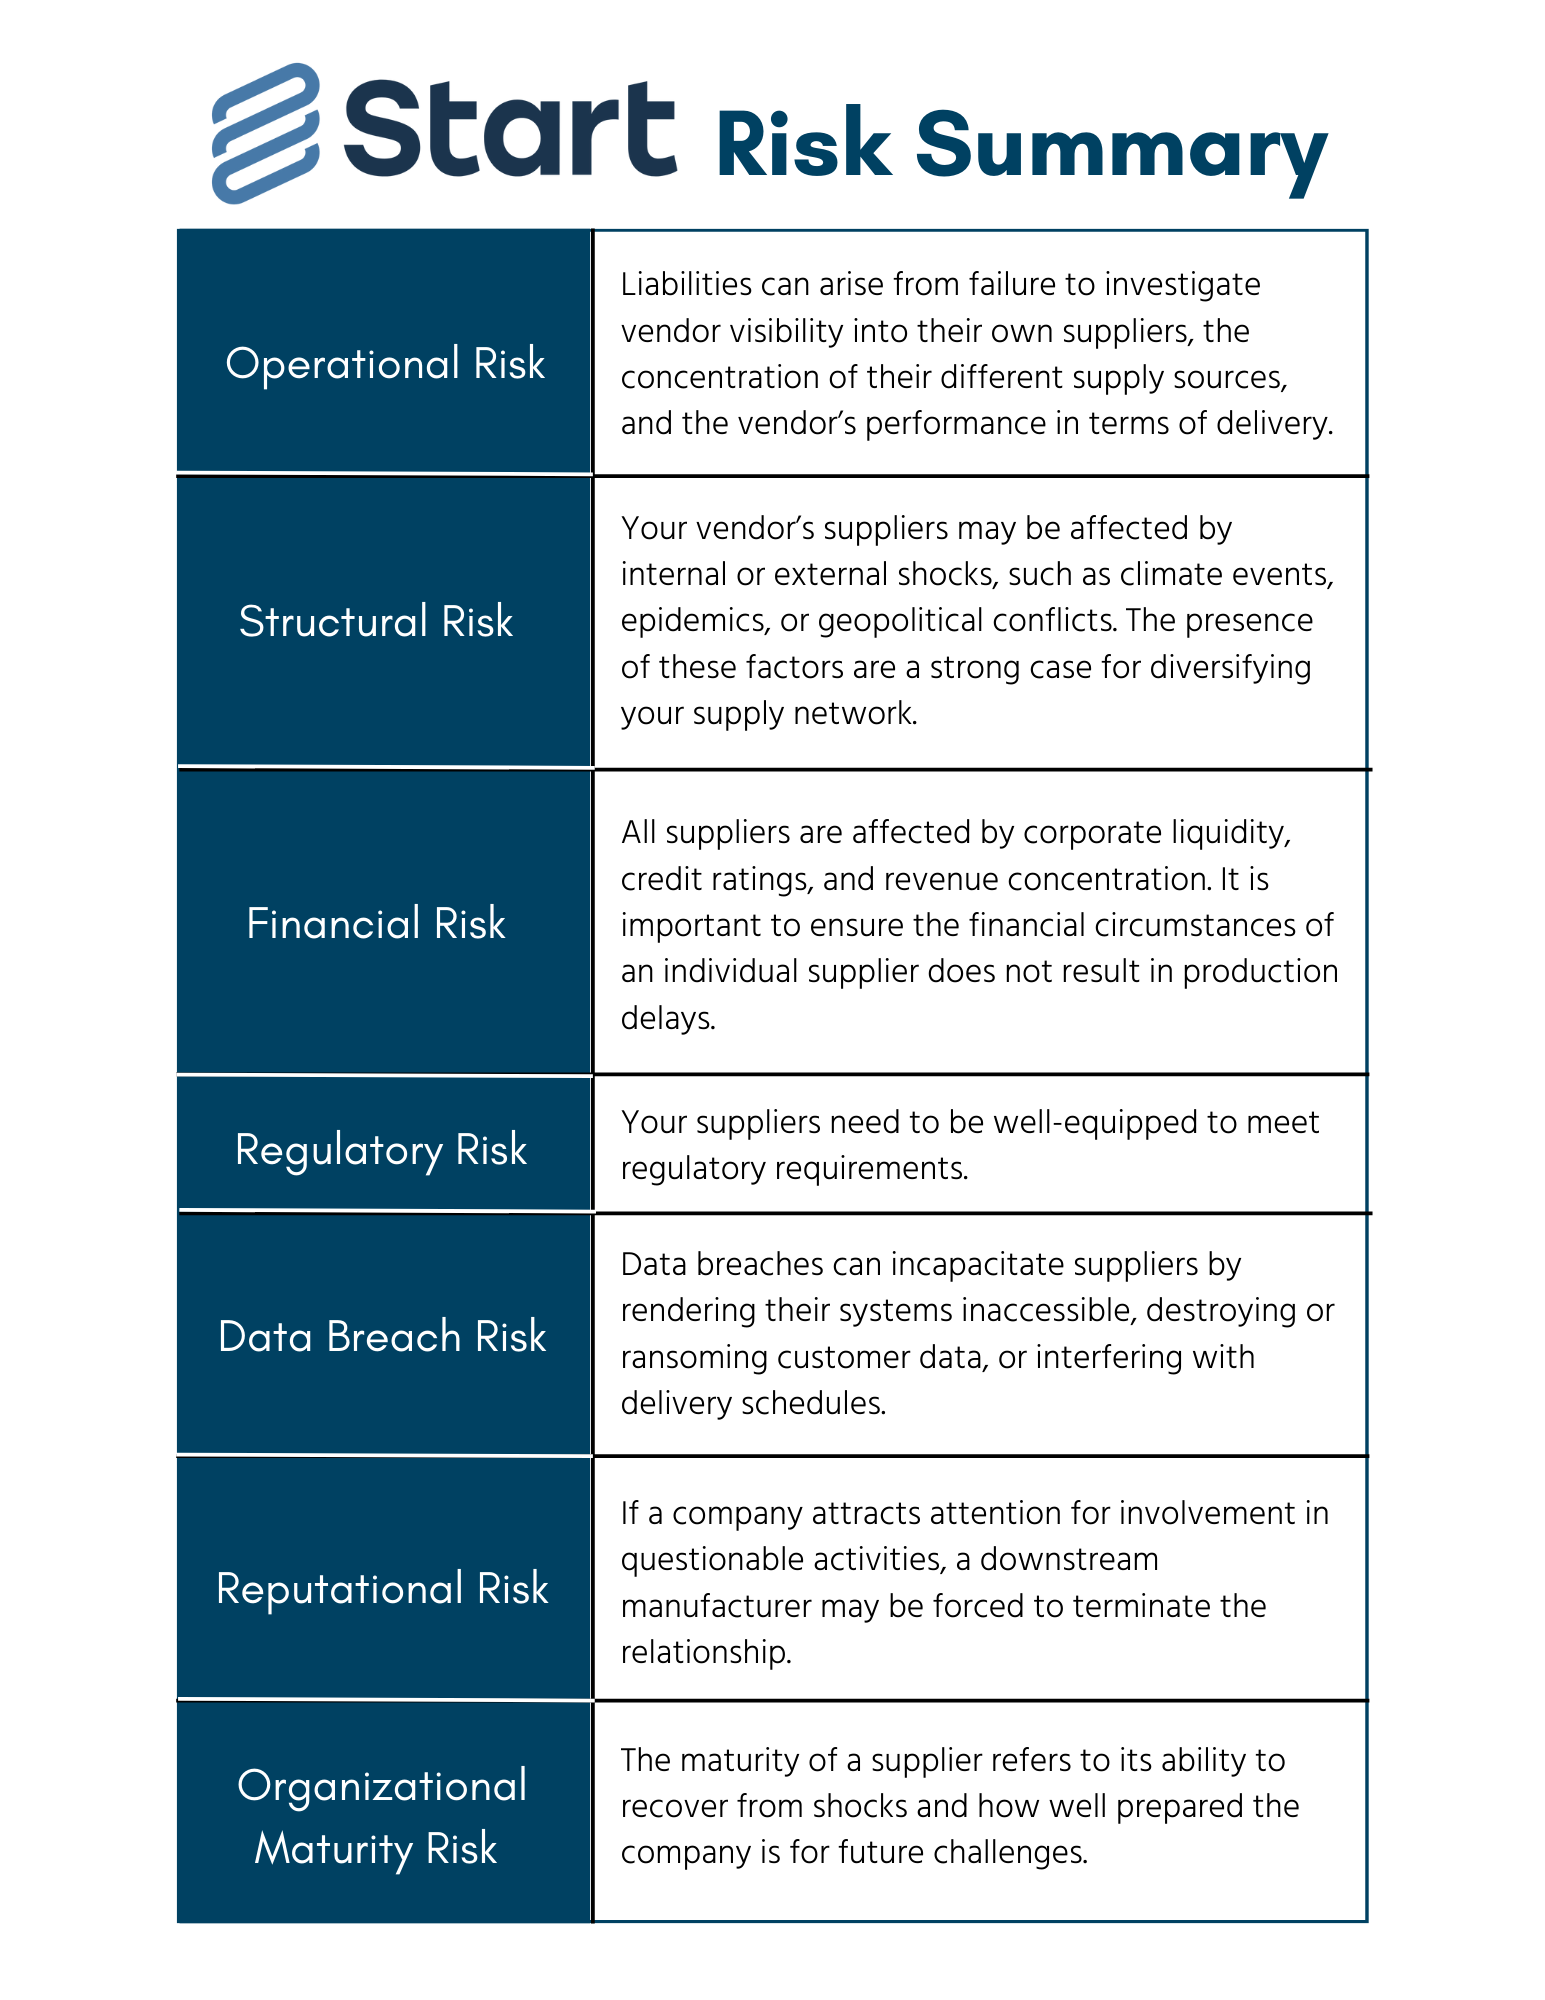 Start Risk Summary
Operational Risk
Liabilities can arise from failure to investigate
vendor visibility into their own suppliers, the
concentration of their different supply sources,
and the vendor’s performance in terms of delivery.
Structural Risk
Your vendor’s suppliers may be affected by
internal or external shocks, such as climate events,
epidemics, or geopolitical conflicts. The presence
of these factors are a strong case for diversifying
your supply network.
Financial Risk
All suppliers are affected by corporate liquidity,
credit ratings, and revenue concentration. It is
important to ensure the financial circumstances of
an individual supplier does not result in production
delays.
Regulatory Risk
Your suppliers need to be well-equipped to meet
regulatory requirements.
Data Breach Risk
Data breaches can incapacitate suppliers by
rendering their systems inaccessible, destroying or
ransoming customer data, or interfering with
delivery schedules.
Reputational Risk
If a company attracts attention for involvement in
questionable activities, a downstream
manufacturer may be forced to terminate the
relationship.
Organizational
Maturity Risk
The maturity of a supplier refers to its ability to
recover from shocks and how well prepared the
company is for future challenges.